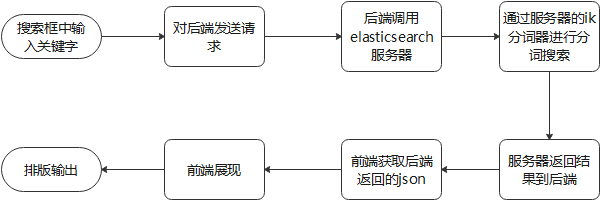 搜索框中输
入关键字
对后端发送请
求
后端调用
elasticsearch
服务器
通过服务器的ik
分词器进行分
词搜索
服务器返回结
果到后端
前端获取后端
返回的json
前端展现
排版输出